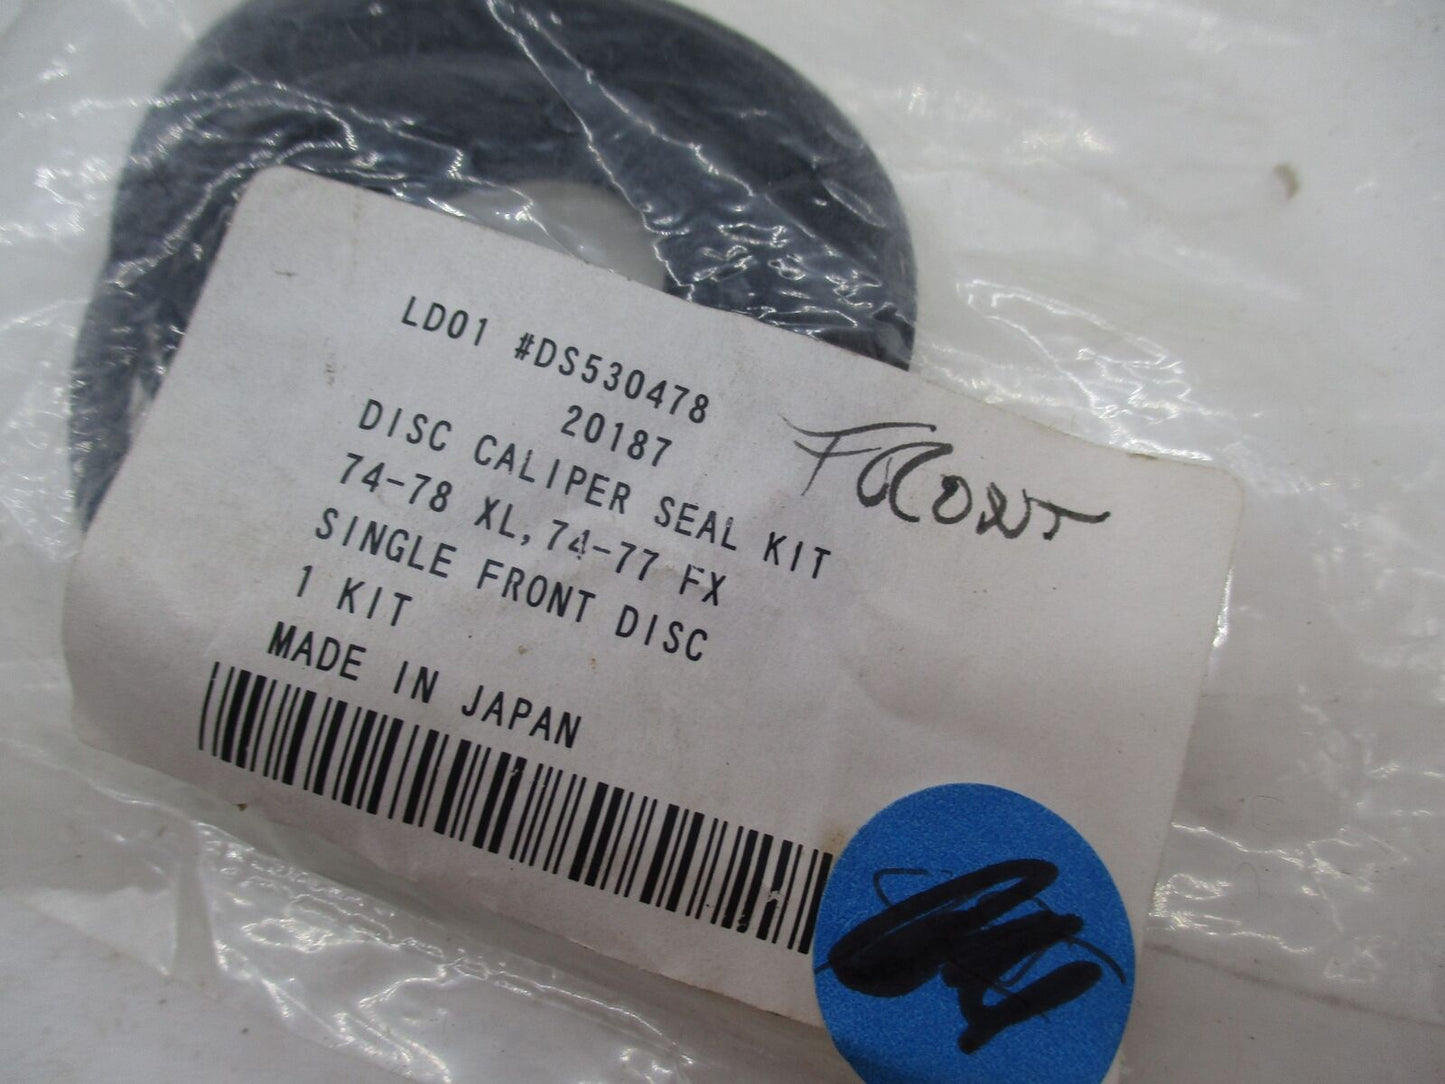 LD01 #DS530478
20187
DISC CALIPER SEAL KIT
74-78 XL, 74-77 FX
SINGLE FRONT DISC
1 KIT
MADE IN JAPAN
FRONT